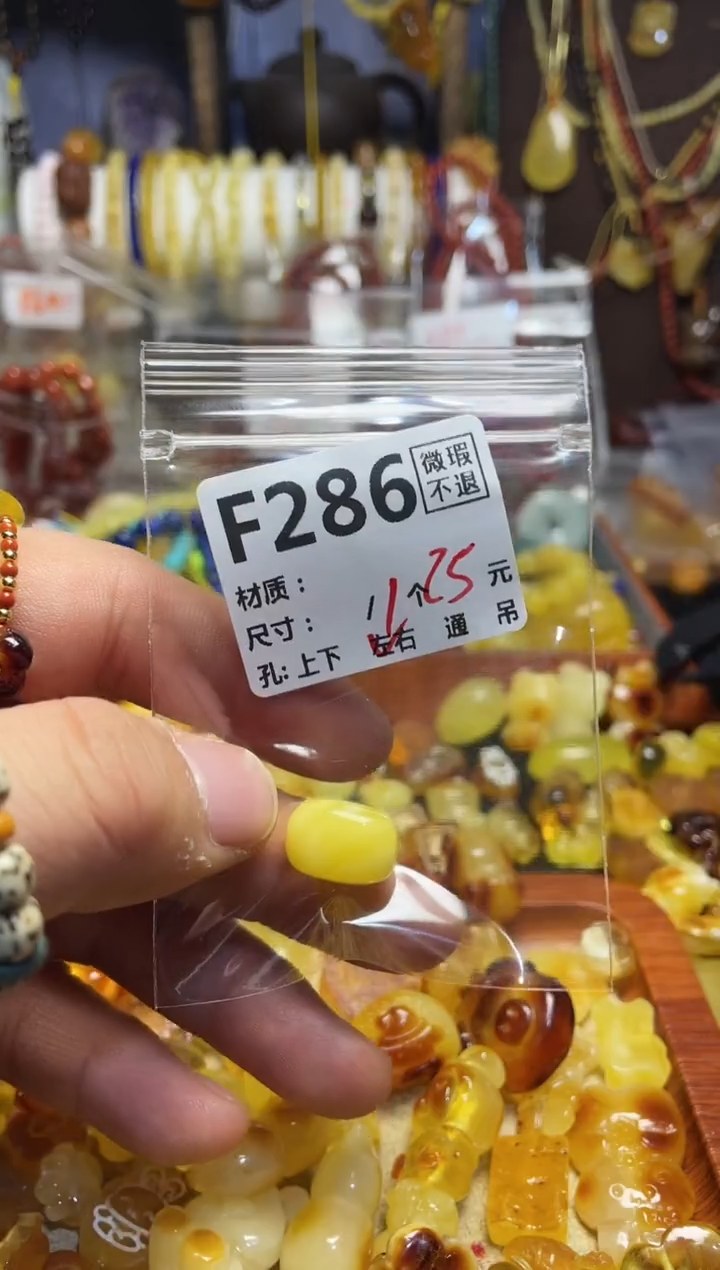 F286
微瑕
不退
材质:
尺寸: 1个25元
孔:上下 左右 通 吊